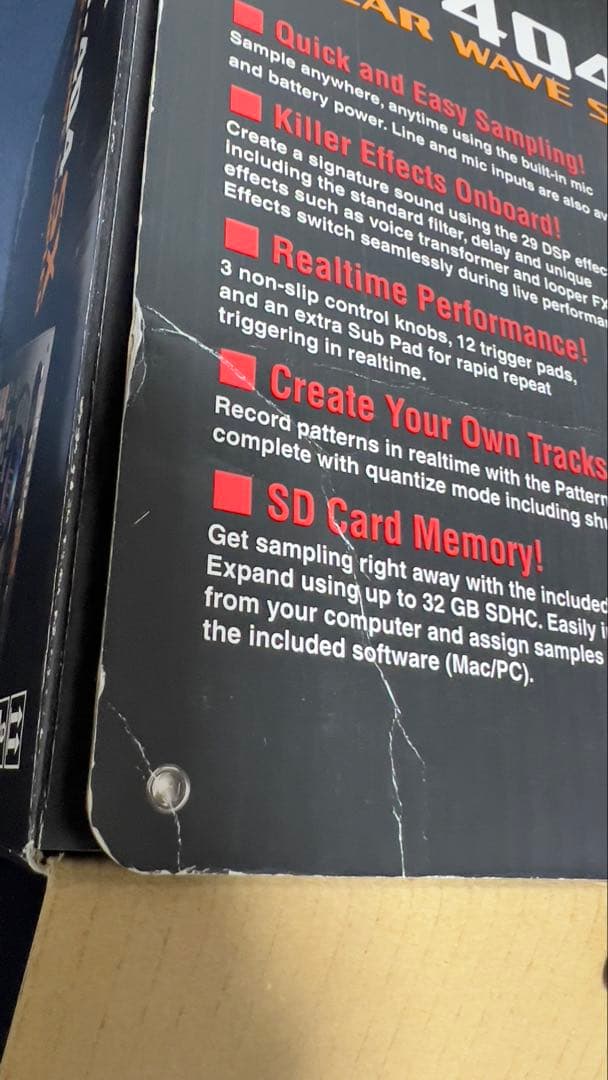 404
EAR WAVE S
Quick and Easy Sampling!
Sample anywhere, anytime using the built-in mic
and battery power. Line and mic inputs are also av
Killer Effects Onboard!
Create a signature sound using the 29 DSP effec
including the standard filter, delay and unique
effects such as voice transformer and looper FX
Effects switch seamlessly during live performa
Realtime Performance!
3 non-slip control knobs, 12 trigger pads,
and an extra Sub Pad for rapid repeat
triggering in realtime.
Create Your Own Tracks
Record patterns in realtime with the Pattern
complete with quantize mode including shu
SD Card Memory!
Get sampling right away with the included
Expand using up to 32 GB SDHC. Easily i
from your computer and assign samples
the included software (Mac/PC).